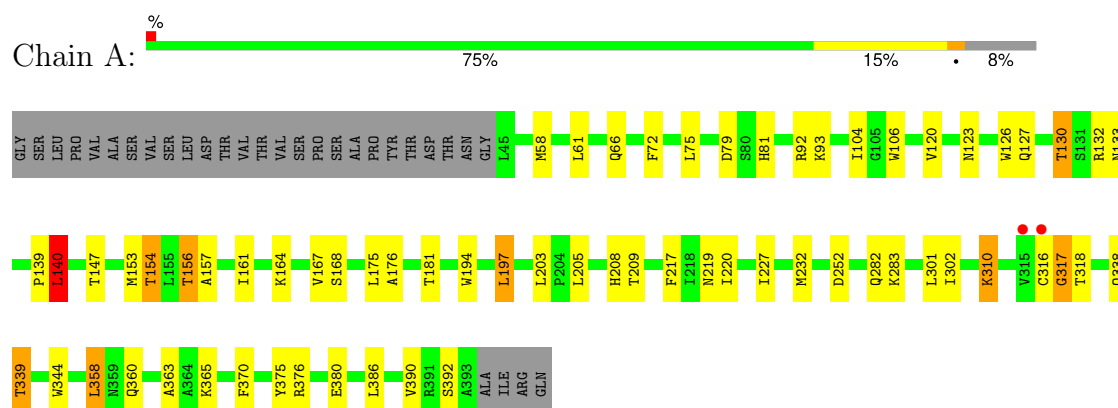 %
Chain A:
75% 15% • 8%
GLY SER LEU PRO VAL ALA SER VAL SER LEU ASP THR VAL THR VAL SER PRO SER ALA PRO TYR THR THR ASP THR ASN GLY L45 M58 L61 Q66 F72 L75 D79 S80 H81 R92 K93 I104 G105 W106 V120 N123 W126 Q127 T130 S131 R132 N133
P139 L140 T147 M153 T154 L155 T156 A157 I161 K164 V167 S168 L175 A176 T181 W194 L197 L203 P204 L205 H208 T209 F217 I218 N219 I220 I227 M232 D252 Q282 K283 L301 I302 K310 V315 C316 G317 T318 Q338
T339 W344 L358 N359 Q360 A363 A364 K365 F370 Y375 R376 E380 L386 V390 R391 S392 A393 ALA ILE ARG GLN